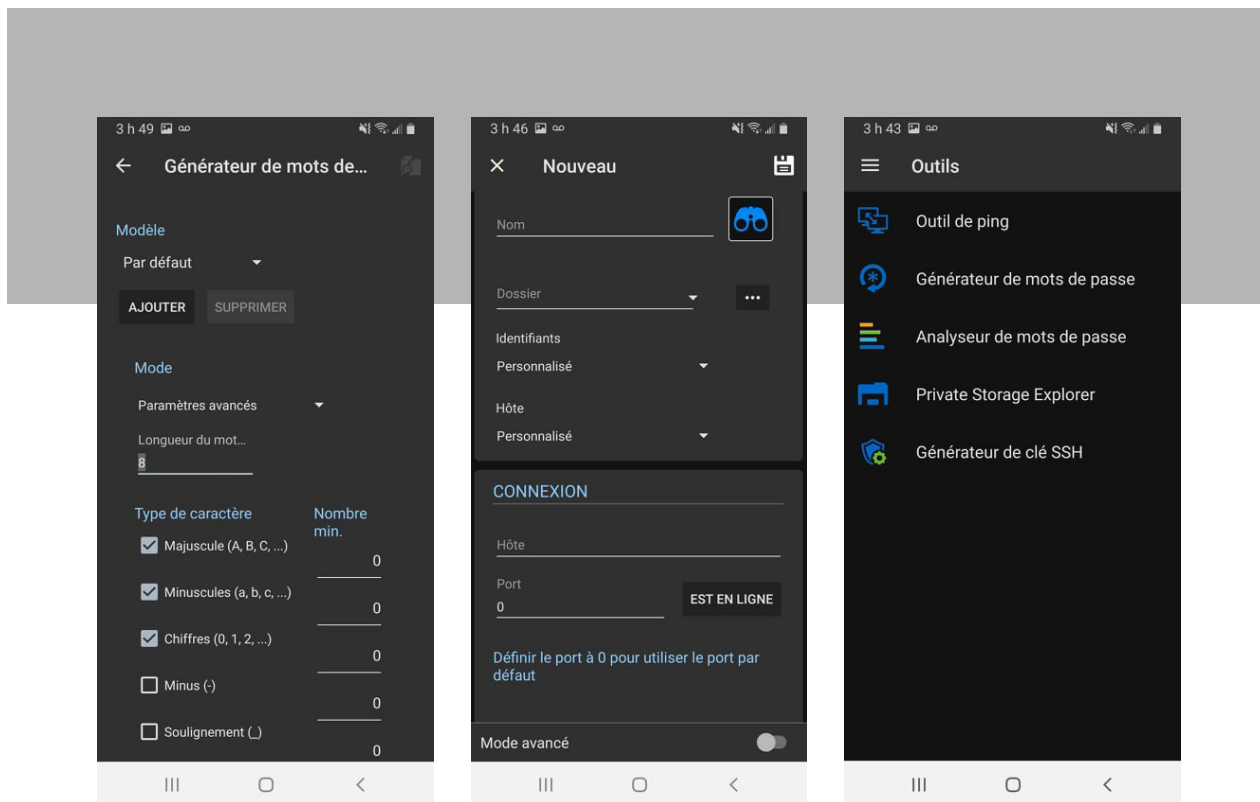 3 h 49
Générateur de mots de...
Modèle
Par défaut
AJOUTER
SUPPRIMER
Mode
Paramètres avancés
Longueur du mot...
8
Type de caractère
Nombre
min.
Majuscule (A, B, C, ...)
0
Minuscules (a, b, c, ...)
0
Chiffres (0, 1, 2, ...)
0
Minus (-)
0
Soulignement (_)
0
3 h 46
Nouveau
Nom
Dossier
Identifiants
Personnalisé
Hôte
Personnalisé
CONNEXION
Hôte
Port
0
EST EN LIGNE
Définir le port à 0 pour utiliser le port par
défaut
Mode avancé
3 h 43
Outils
Outil de ping
Générateur de mots de passe
Analyseur de mots de passe
Private Storage Explorer
Générateur de clé SSH